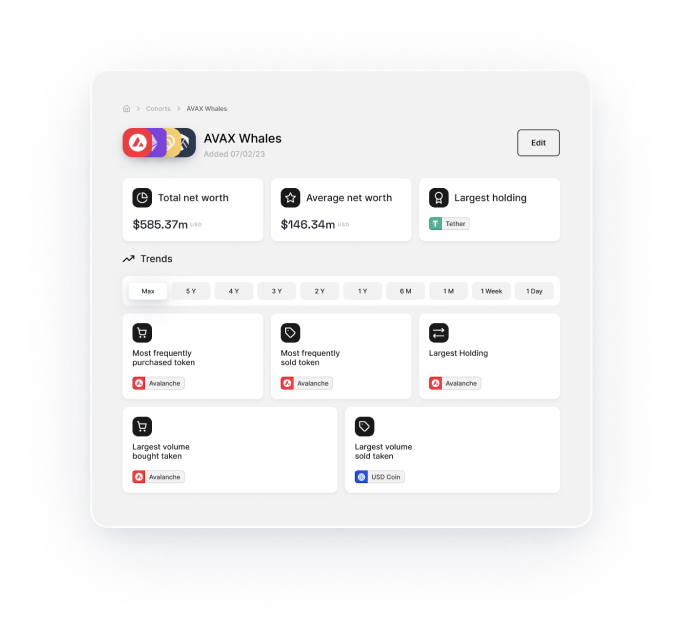 Cohorts AVAX Whales
AVAX Whales
Added 07/02/23
Edit
Total net worth
$585.37m USD
Average net worth
$146.34m USD
Largest holding
Tether
Trends
Max 5 Y 4 Y 3 Y 2 Y 1 Y 6 M 1 M 1 Week 1 Day
Most frequently
purchased token
Avalanche
Most frequently
sold token
Avalanche
Largest Holding
Avalanche
Largest volume
bought taken
Avalanche
Largest volume
sold taken
USD Coin